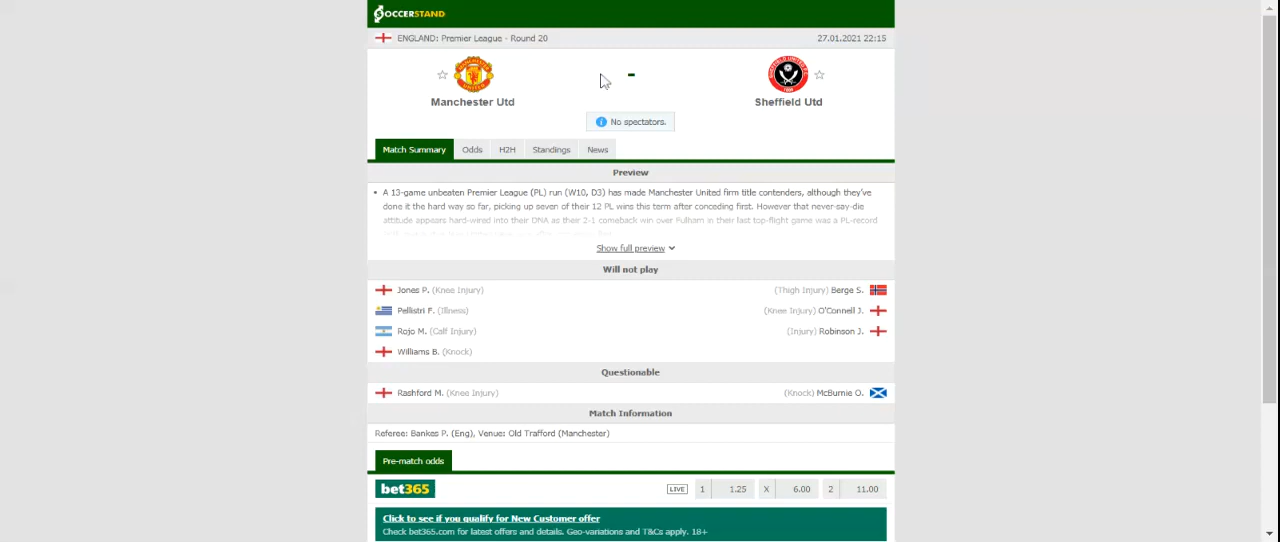 SOCCERSTAND
ENGLAND: Premier League - Round 20 27.01.2021 22:15
Manchester Utd - Sheffield Utd
No spectators.
Match Summary Odds H2H Standings News
Preview
A 13-game unbeaten Premier League (PL) run (W10, D3) has made Manchester United firm title contenders, although they've
done it the hard way so far, picking up seven of their 12 PL wins this term after conceding first. However that never-say-die
attitude appears hard-wired into their DNA as their 2-1 comeback win over Fulham in their last top-flight game was a PL-record
Show full preview
Will not play
Jones P. (Knee Injury) (Thigh Injury) Berge S.
Pellistri F. (Illness) (Knee Injury) O'Connell J.
Rojo M. (Calf Injury) (Injury) Robinson J.
Williams B. (Knock)
Questionable
Rashford M. (Knee Injury) (Knock) McBurnie O.
Match Information
Referee: Bankes P. (Eng), Venue: Old Trafford (Manchester)
Pre-match odds
bet365 LIVE 1 1.25 X 6.00 2 11.00
Click to see if you qualify for New Customer offer
Check bet365.com for latest offers and details. Geo-variations and T&Cs apply. 18+